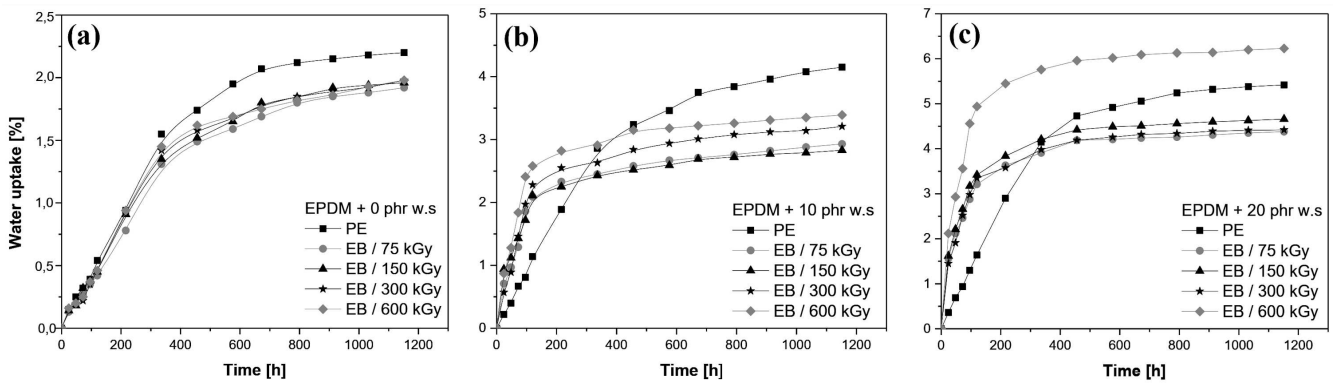 (a)
Water uptake [%]
2,5
2,0
1,5
1,0
0,5
0,0
EPDM + 0 phr w.s
PE
EB / 75 kGy
EB / 150 kGy
EB / 300 kGy
EB / 600 kGy
0 200 400 600 800 1000 1200
Time [h]
(b)
5
4
3
2
1
0
EPDM + 10 phr w.s
PE
EB / 75 kGy
EB / 150 kGy
EB / 300 kGy
EB / 600 kGy
0 200 400 600 800 1000 1200
Time [h]
(c)
7
6
5
4
3
2
1
0
EPDM + 20 phr w.s
PE
EB / 75 kGy
EB / 150 kGy
EB / 300 kGy
EB / 600 kGy
0 200 400 600 800 1000 1200
Time [h]